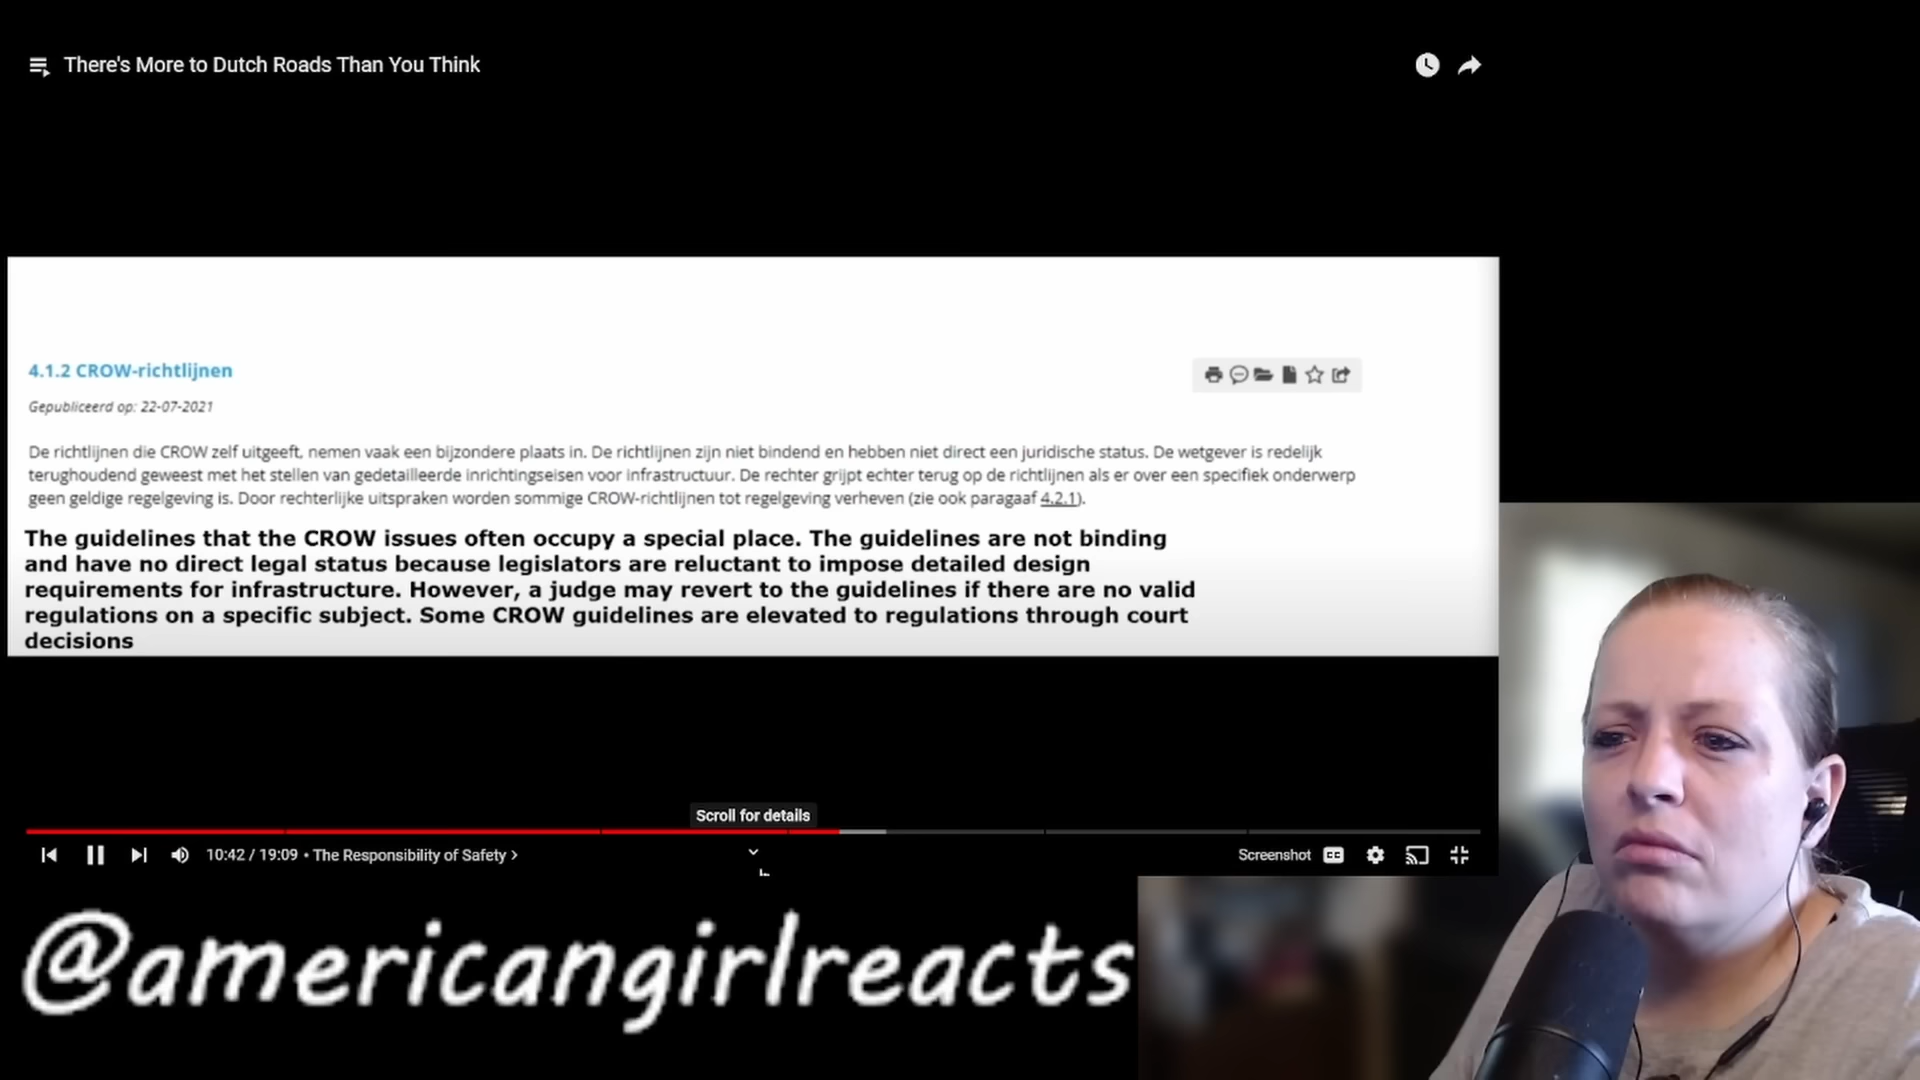 There's More to Dutch Roads Than You Think
4.1.2 CROW-richtlijnen
Gepubliceerd op: 22-07-2021
De richtlijnen die CROW zelf uitgeeft, nemen vaak een bijzondere plaats in. De richtlijnen zijn niet bindend en hebben niet direct een juridische status. De wetgever is redelijk
terughoudend geweest met het stellen van gedetailleerde inrichtingseisen voor infrastructuur. De rechter grijpt echter terug op de richtlijnen als er over een specifiek onderwerp
geen geldige regelgeving is. Door rechterlijke uitspraken worden sommige CROW-richtlijnen tot regelgeving verheven (zie ook paragaaf 4.2.1).
The guidelines that the CROW issues often occupy a special place. The guidelines are not binding
and have no direct legal status because legislators are reluctant to impose detailed design
requirements for infrastructure. However, a judge may revert to the guidelines if there are no valid
regulations on a specific subject. Some CROW guidelines are elevated to regulations through court
decisions
Scroll for details
10:42 / 19:09 • The Responsibility of Safety >
Screenshot CC
@americangirlreacts